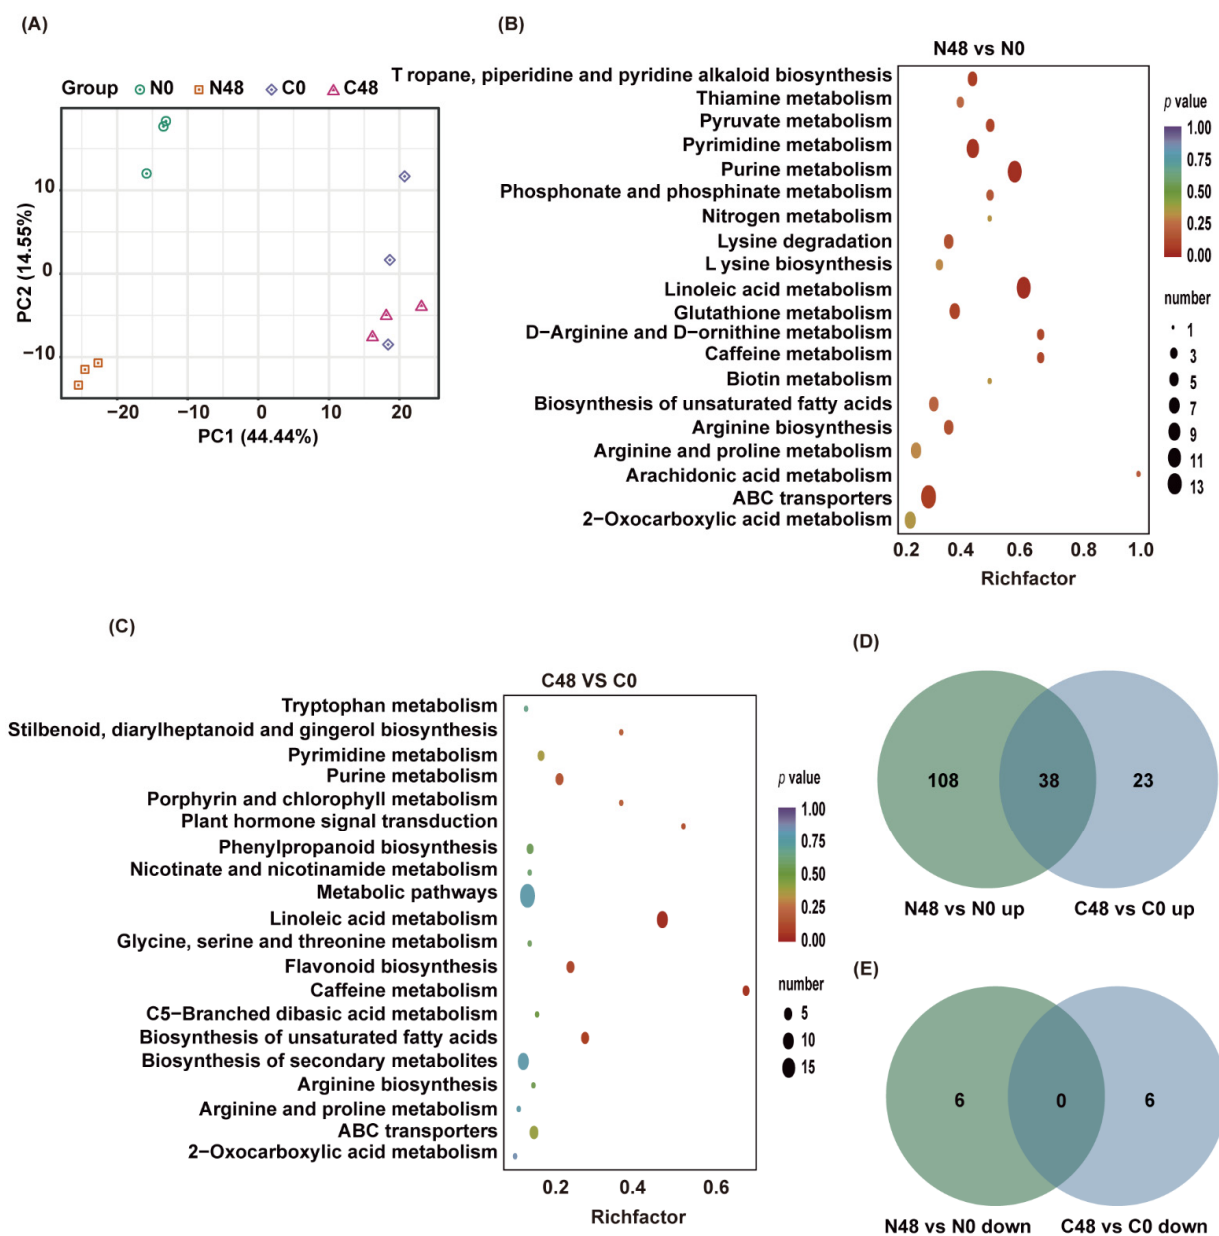 (A)
Group N0 N48 C0 C48
10
0
−10
PC2 (14.55%)
−20 −10 0 10 20
PC1 (44.44%)
(B)
N48 vs N0
T ropane, piperidine and pyridine alkaloid biosynthesis
Thiamine metabolism
Pyruvate metabolism
Pyrimidine metabolism
Purine metabolism
Phosphonate and phosphinate metabolism
Nitrogen metabolism
Lysine degradation
L ysine biosynthesis
Linoleic acid metabolism
Glutathione metabolism
D−Arginine and D−ornithine metabolism
Caffeine metabolism
Biotin metabolism
Biosynthesis of unsaturated fatty acids
Arginine biosynthesis
Arginine and proline metabolism
Arachidonic acid metabolism
ABC transporters
2−Oxocarboxylic acid metabolism
0.2 0.4 0.6 0.8 1.0
Richfactor
p value
1.00
0.75
0.50
0.25
0.00
number
1
3
5
7
9
11
13
(C)
C48 VS C0
Tryptophan metabolism
Stilbenoid, diarylheptanoid and gingerol biosynthesis
Pyrimidine metabolism
Purine metabolism
Porphyrin and chlorophyll metabolism
Plant hormone signal transduction
Phenylpropanoid biosynthesis
Nicotinate and nicotinamide metabolism
Metabolic pathways
Linoleic acid metabolism
Glycine, serine and threonine metabolism
Flavonoid biosynthesis
Caffeine metabolism
C5−Branched dibasic acid metabolism
Biosynthesis of unsaturated fatty acids
Biosynthesis of secondary metabolites
Arginine biosynthesis
Arginine and proline metabolism
ABC transporters
2−Oxocarboxylic acid metabolism
0.2 0.4 0.6
Richfactor
p value
1.00
0.75
0.50
0.25
0.00
number
5
10
15
(D)
108 38 23
N48 vs N0 up C48 vs C0 up
(E)
6 0 6
N48 vs N0 down C48 vs C0 down